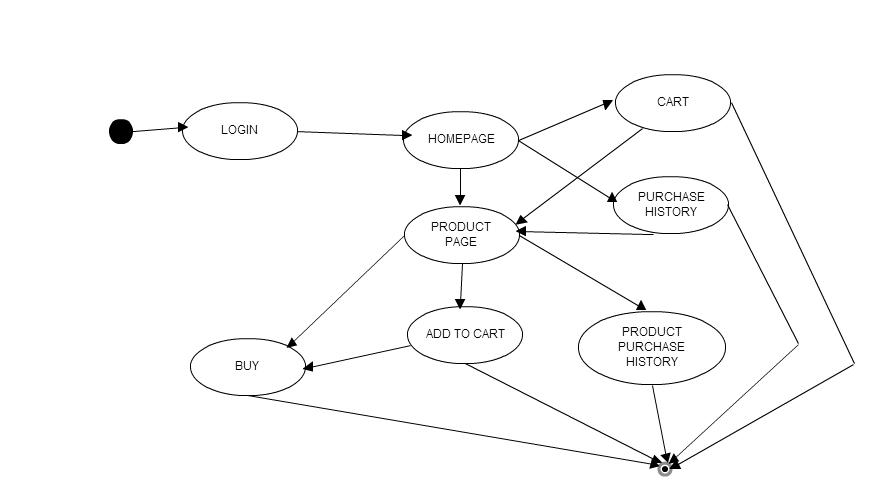 CART
LOGIN
HOMEPAGE
PURCHASE
HISTORY
PRODUCT
PAGE
ADD TO CART
PRODUCT
PURCHASE
HISTORY
BUY